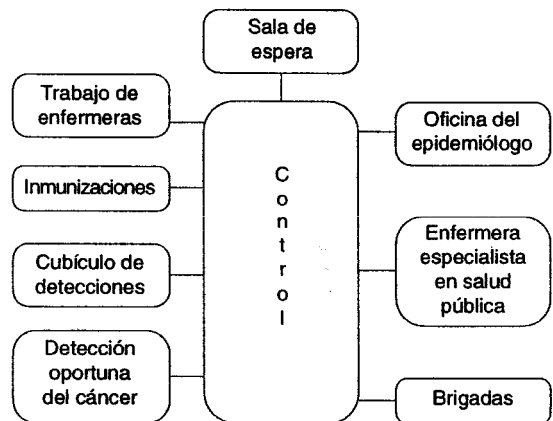 Sala de
espera
Trabajo de
enfermeras
Inmunizaciones
Cubículo de
detecciones
Detección
oportuna
del cáncer
Control
Oficina del
epidemiólogo
Enfermera
especialista
en salud
pública
Brigadas